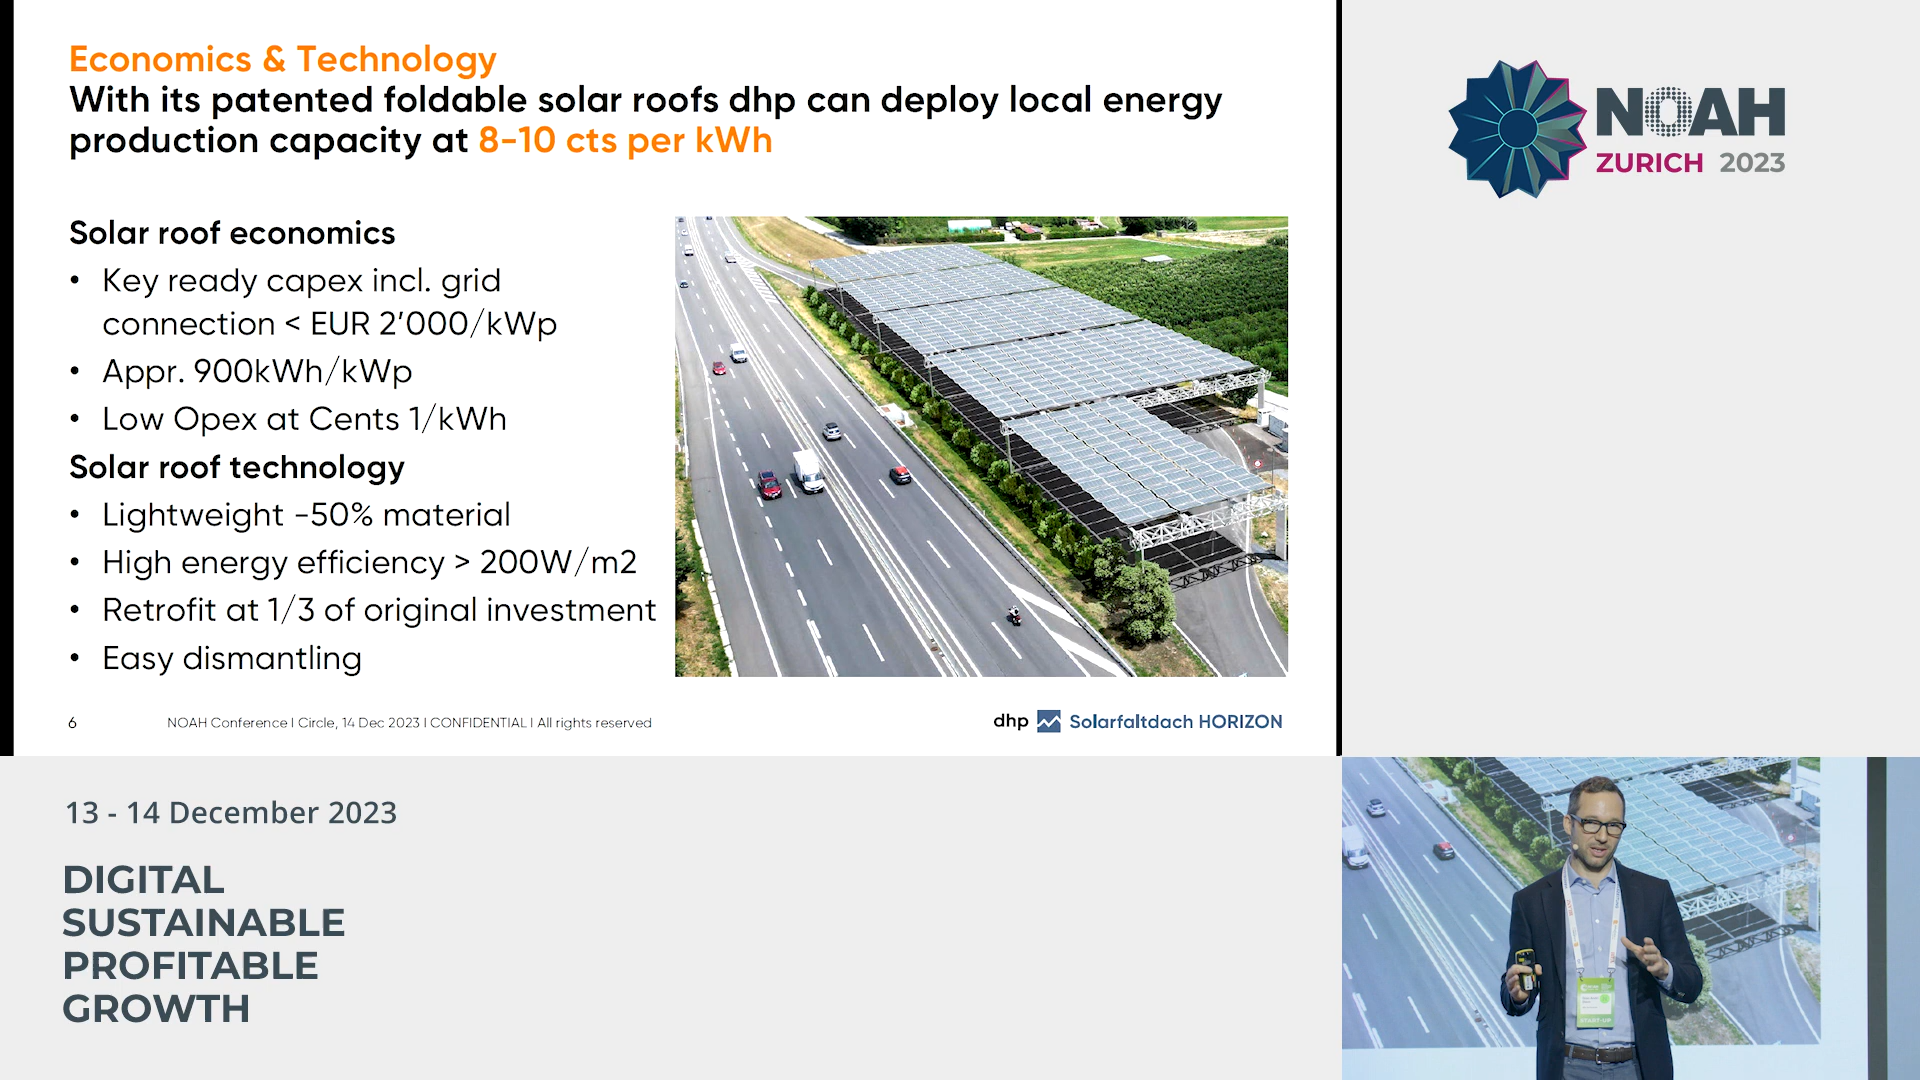 Economics & Technology
With its patented foldable solar roofs dhp can deploy local energy
production capacity at 8-10 cts per kWh
Solar roof economics
• Key ready capex incl. grid
connection < EUR 2’000/kWp
• Appr. 900kWh/kWp
• Low Opex at Cents 1/kWh
Solar roof technology
• Lightweight -50% material
• High energy efficiency > 200W/m2
• Retrofit at 1/3 of original investment
• Easy dismantling
6
NOAH Conference I Circle, 14 Dec 2023 I CONFIDENTIAL I All rights reserved
dhp Solarfaltdach HORIZON
NOAH
ZURICH 2023
13 - 14 December 2023
DIGITAL
SUSTAINABLE
PROFITABLE
GROWTH
START-UP